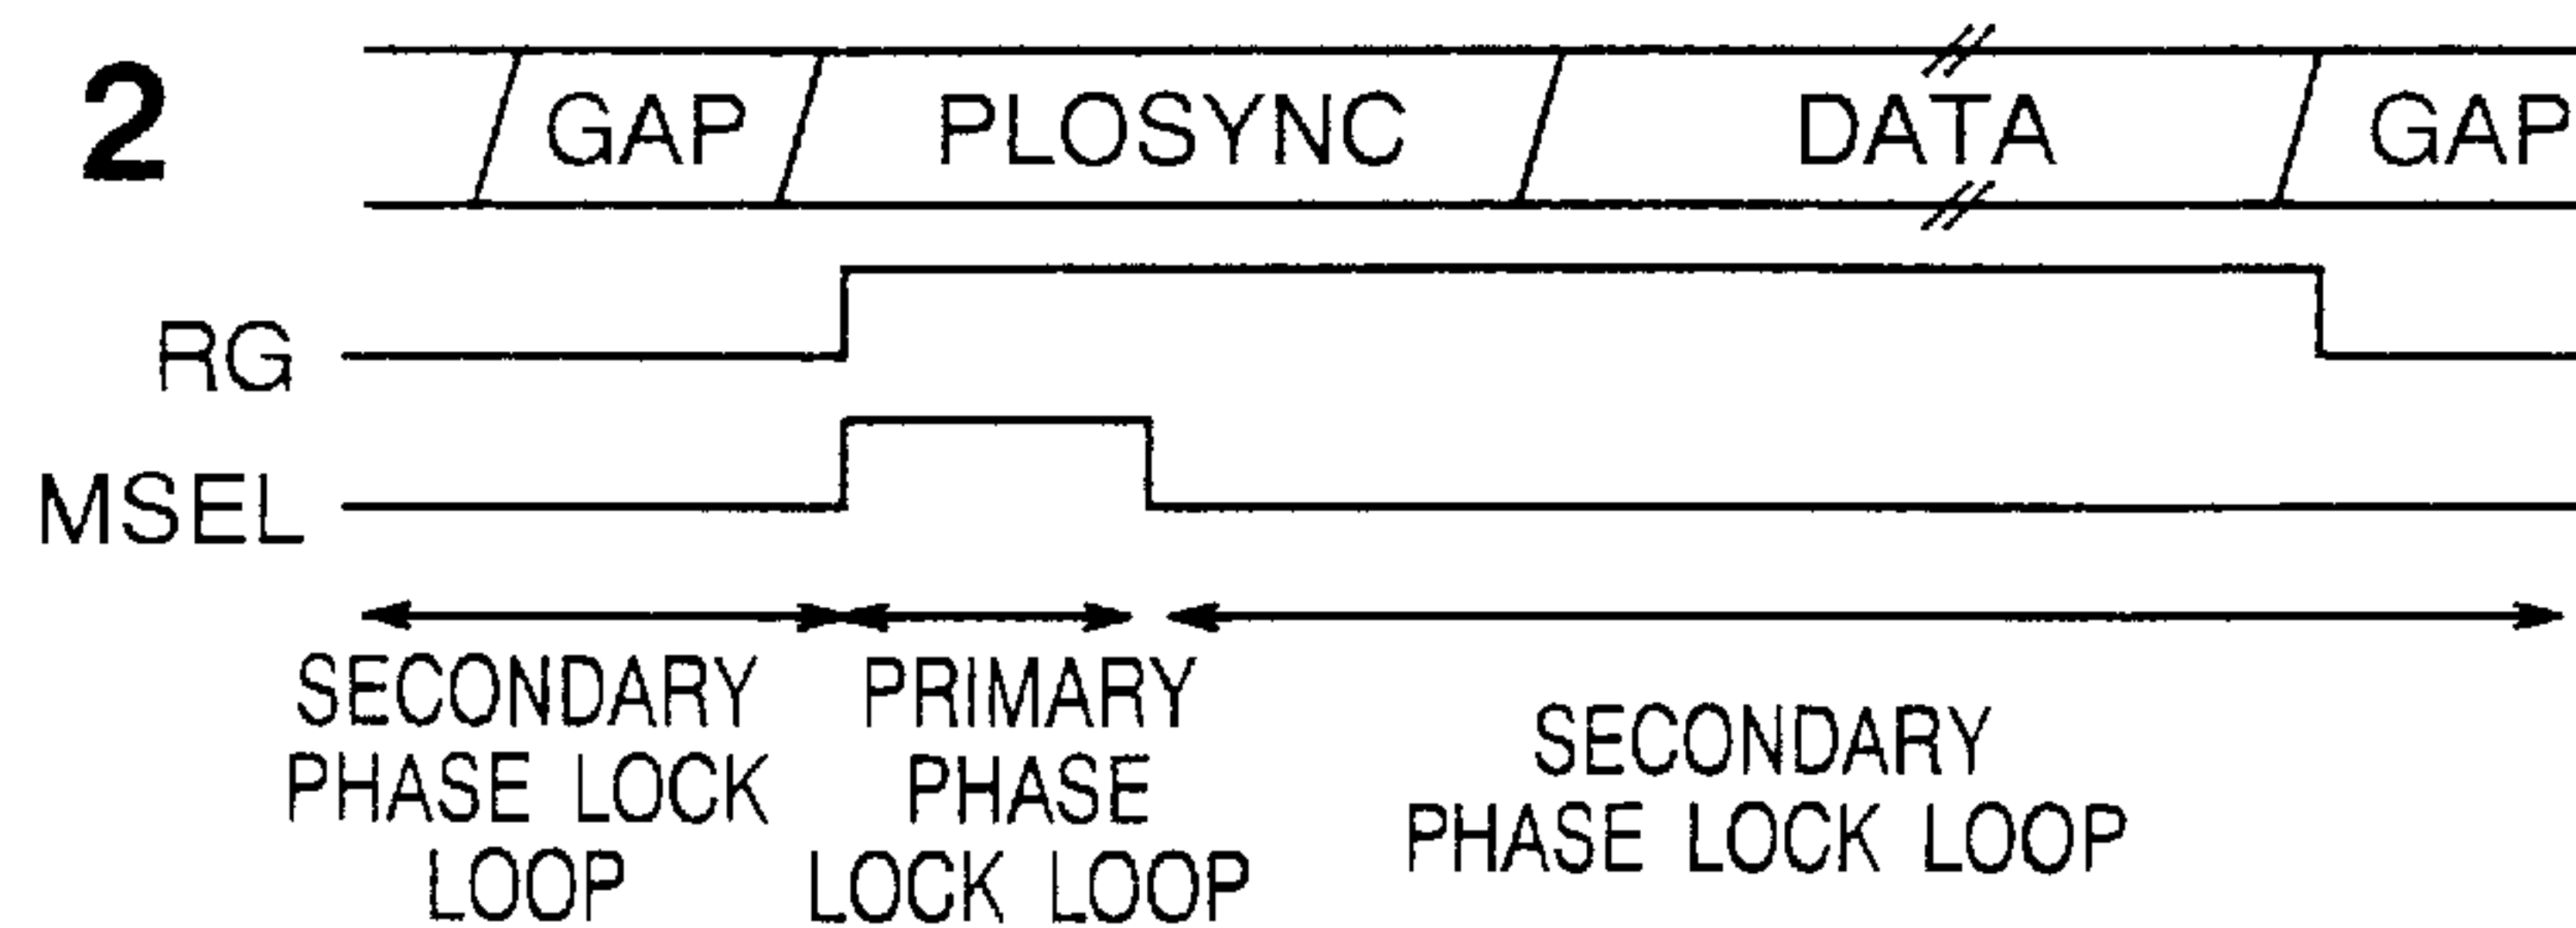 2
GAP PLOSYNC DATA GAP
RG
MSEL
SECONDARY
PHASE LOCK
LOOP
PRIMARY
PHASE
LOCK LOOP
SECONDARY
PHASE LOCK LOOP